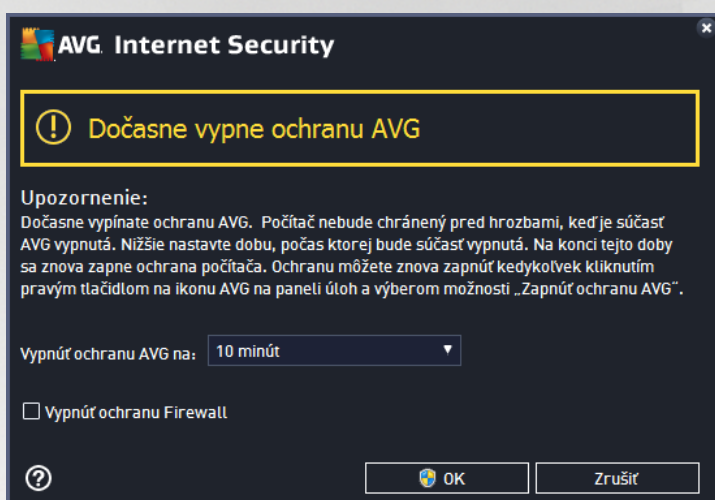 AVG. Internet Security
Dočasne vypne ochranu AVG
Upozornenie:
Dočasne vypínate ochranu AVG. Počítač nebude chránený pred hrozbami, keď je súčasť
AVG vypnutá. Nižšie nastavte dobu, počas ktorej bude súčasť vypnutá. Na konci tejto doby
sa znova zapne ochrana počítača. Ochranu môžete znova zapnúť kedykoľvek kliknutím
pravým tlačidlom na ikonu AVG na paneli úloh a výberom možnosti „Zapnúť ochranu AVG“.
Vypnúť ochranu AVG na: 10 minút
Vypnúť ochranu Firewall
OK Zrušiť